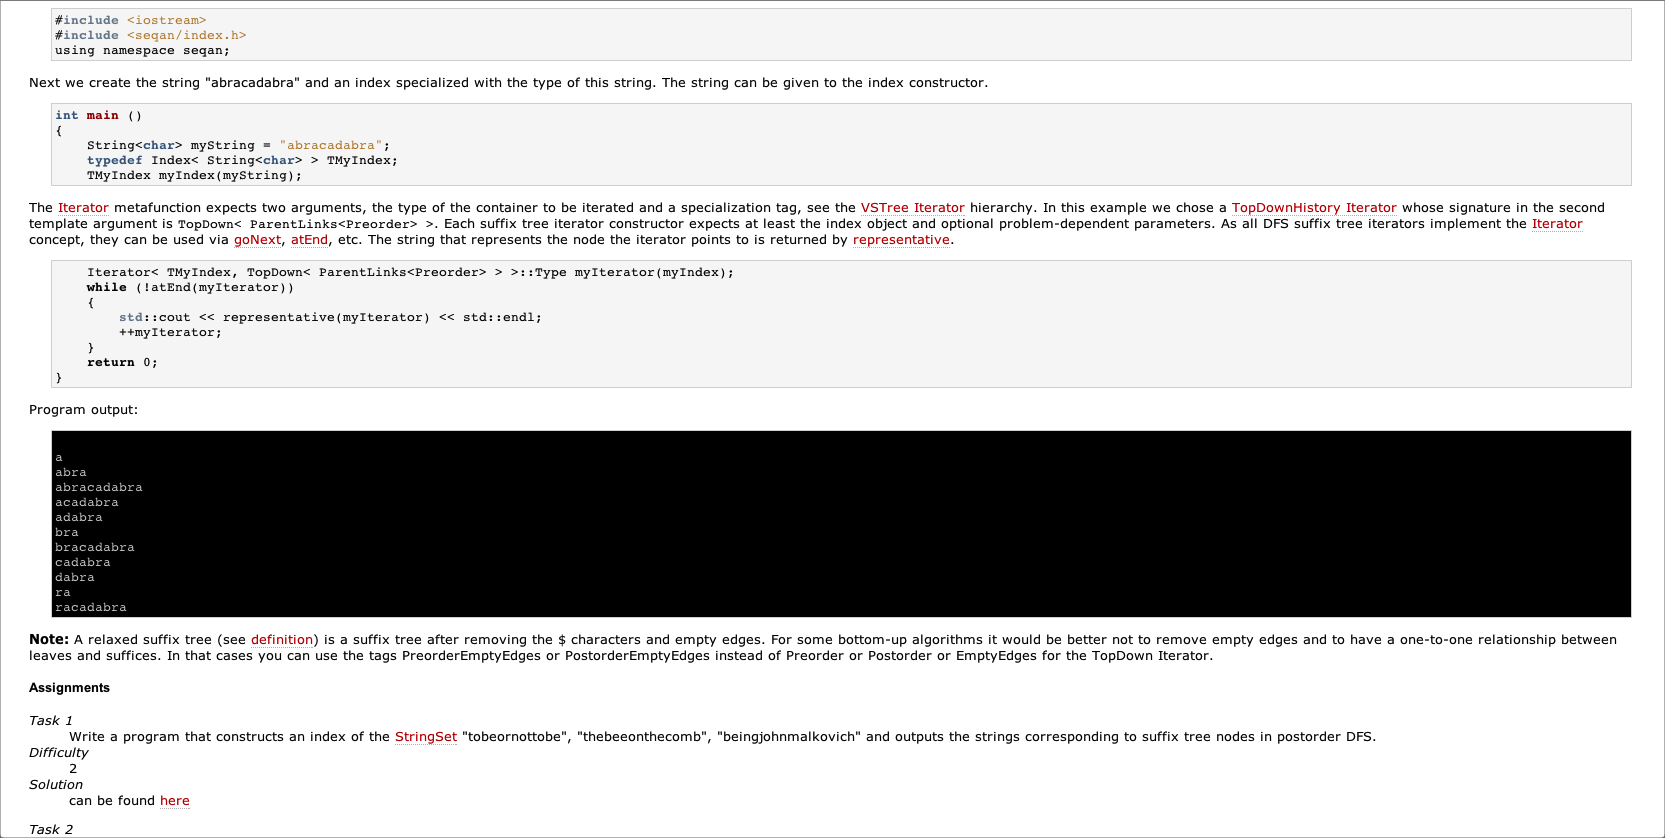 #include <iostream>
#include <seqan/index.h>
using namespace seqan;
Next we create the string "abracadabra" and an index specialized with the type of this string. The string can be given to the index constructor.
int main ()
{
    String<char> myString = "abracadabra";
    typedef Index< String<char> > TMyIndex;
    TMyIndex myIndex(myString);
The Iterator metafunction expects two arguments, the type of the container to be iterated and a specialization tag, see the VSTree Iterator hierarchy. In this example we chose a TopDownHistory Iterator whose signature in the second
template argument is TopDown< ParentLinks<Preorder> >. Each suffix tree iterator constructor expects at least the index object and optional problem-dependent parameters. As all DFS suffix tree iterators implement the Iterator
concept, they can be used via goNext, atEnd, etc. The string that represents the node the iterator points to is returned by representative.
    Iterator< TMyIndex, TopDown< ParentLinks<Preorder> > >::Type myIterator(myIndex);
    while (!atEnd(myIterator))
    {
        std::cout << representative(myIterator) << std::endl;
        ++myIterator;
    }
    return 0;
}
Program output:
a
abra
abracadabra
acadabra
adabra
bra
bracadabra
cadabra
dabra
ra
racadabra
Note: A relaxed suffix tree (see definition) is a suffix tree after removing the $ characters and empty edges. For some bottom-up algorithms it would be better not to remove empty edges and to have a one-to-one relationship between
leaves and suffices. In that cases you can use the tags PreorderEmptyEdges or PostorderEmptyEdges instead of Preorder or Postorder or EmptyEdges for the TopDown Iterator.
Assignments
Task 1
Write a program that constructs an index of the StringSet "tobeornottobe", "thebeeonthecomb", "beingjohnmalkovich" and outputs the strings corresponding to suffix tree nodes in postorder DFS.
Difficulty
2
Solution
can be found here
Task 2